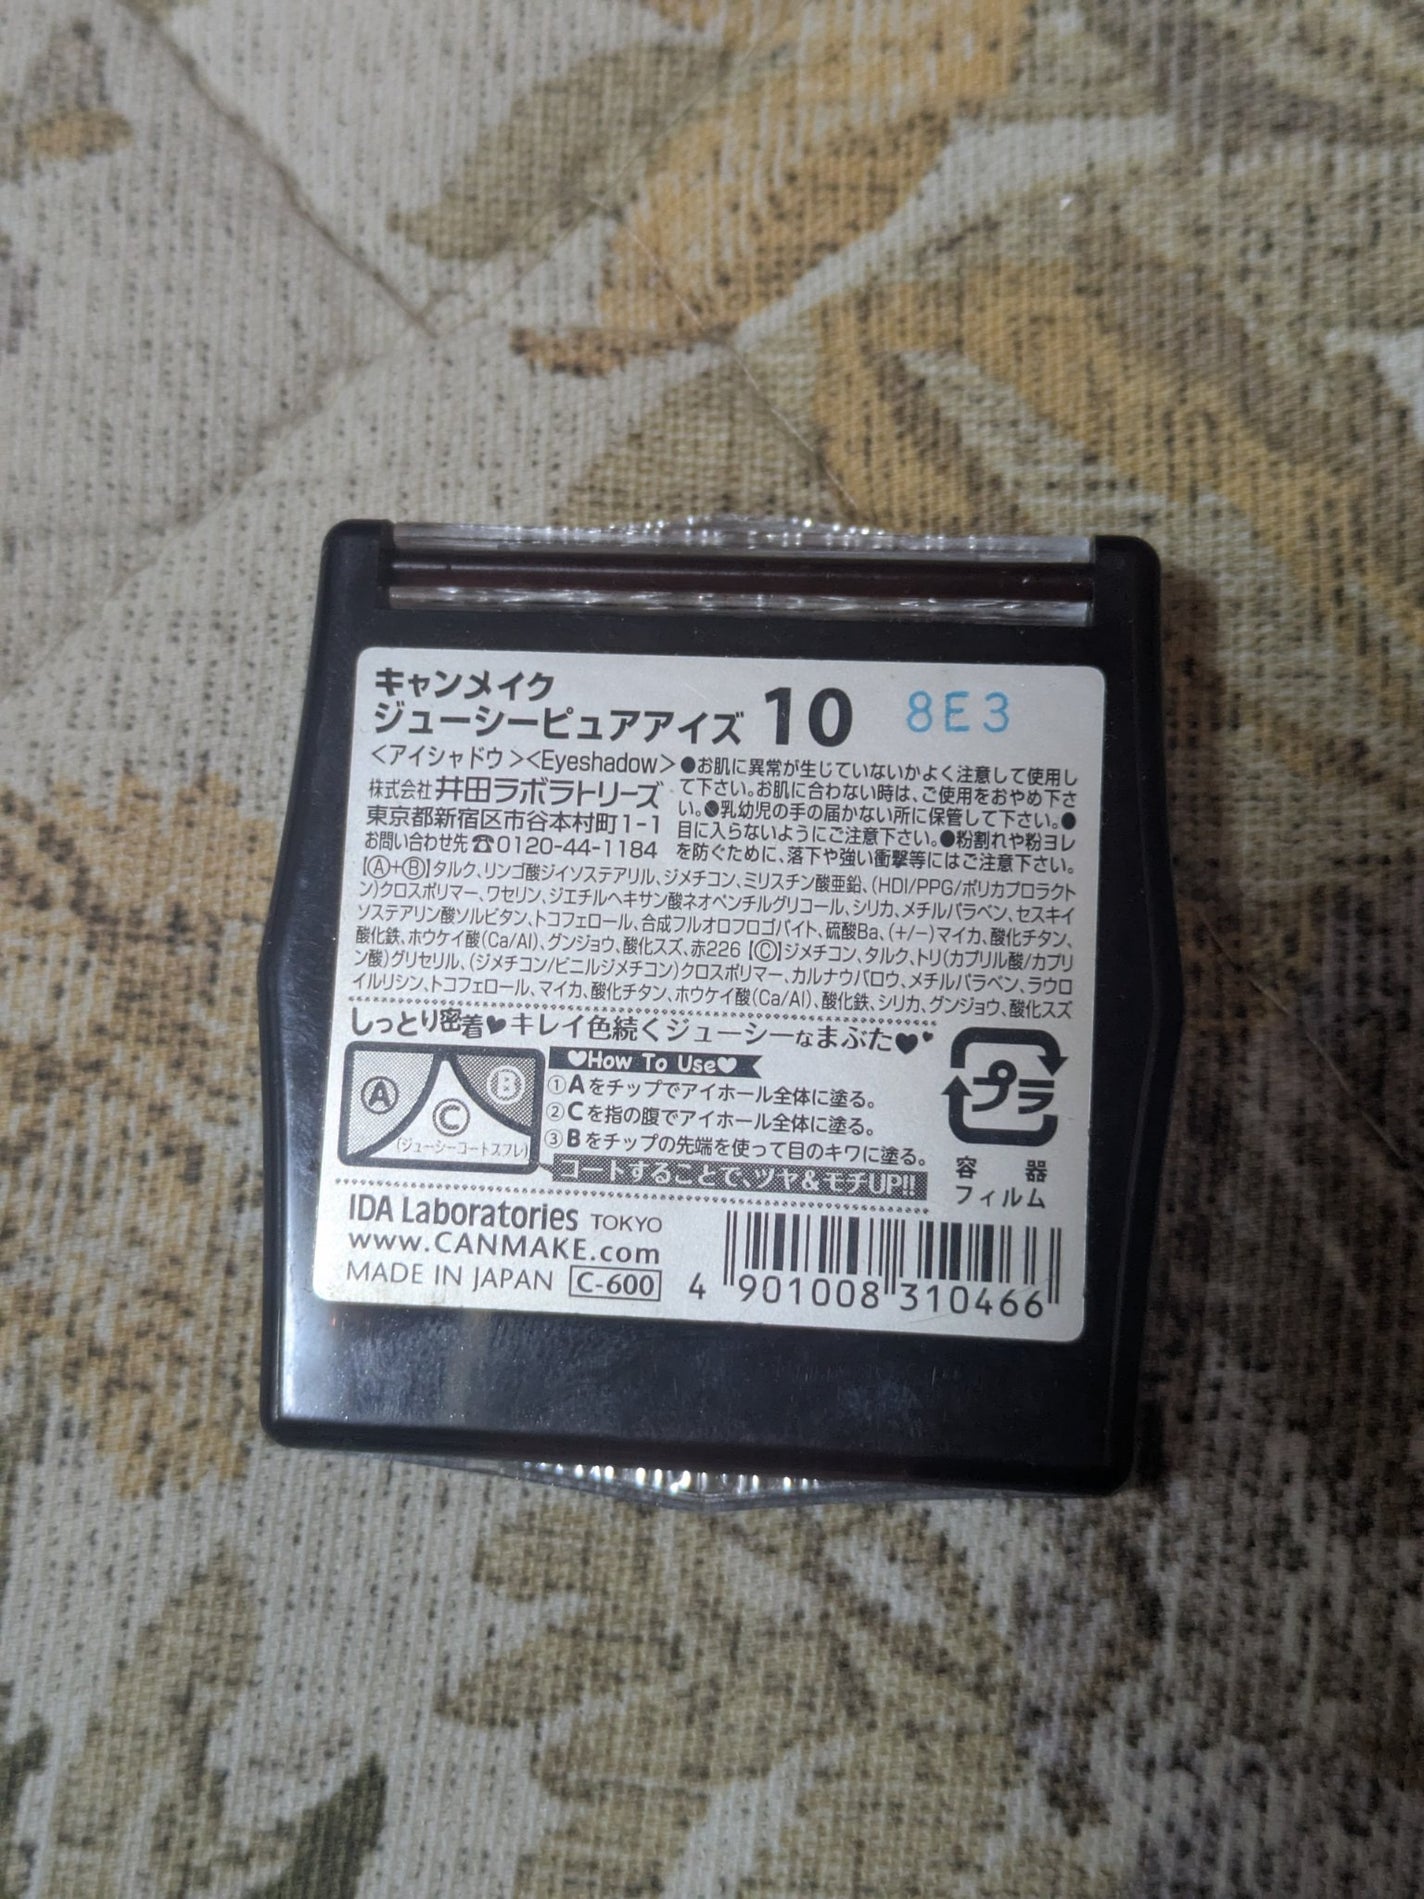 キャンメイク
ジューシーピュアアイズ 10 8E3
<アイシャドウ><Eyeshadow>
株式会社 井田ラボラトリーズ
東京都新宿区市谷本村町1-1
お問い合わせ先☎0120-44-1184
●お肌に異常が生じていないかよく注意して使用し
て下さい。お肌に合わない時は、ご使用をおやめ下さ
い。●乳幼児の手の届かない所に保管して下さい。●
目に入らないようにご注意下さい。●粉割れや粉ヨレ
を防ぐために、落下や強い衝撃等にはご注意下さい。
【Ⓐ+Ⓑ】タルク、リンゴ酸ジイソステアリル、ジメチコン、ミリスチン酸亜鉛、(HDI/PPG/ポリカプロラクト
ン)クロスポリマー、ワセリン、ジエチルヘキサン酸ネオペンチルグリコール、シリカ、メチルパラベン、セスキイ
ソステアリン酸ソルビタン、トコフェロール、合成フルオロフロゴパイト、硫酸Ba、(+/−)マイカ、酸化チタン、
酸化鉄、ホウケイ酸(Ca/Al)、グンジョウ、酸化スズ、赤226【Ⓒ】ジメチコン、タルク、トリ(カプリル酸/カプリ
ン酸)グリセリル、(ジメチコン/ビニルジメチコン)クロスポリマー、カルナウバロウ、メチルパラベン、ラウロ
イルリシン、トコフェロール、マイカ、酸化チタン、ホウケイ酸(Ca/Al)、酸化鉄、シリカ、グンジョウ、酸化スズ
しっとり密着♥キレイ色続くジューシーなまぶた♥♥
Ⓐ
Ⓑ
Ⓒ
(ジューシーコートスフレ)
♥How To Use♥
①Aをチップでアイホール全体に塗る。
②Cを指の腹でアイホール全体に塗る。
③Bをチップの先端を使って目のキワに塗る。
コートすることで、ツヤ&モチUP!!
プラ
容器
フィルム
IDA Laboratories TOKYO
www.CANMAKE.com
MADE IN JAPAN C-600
4 901008 310466